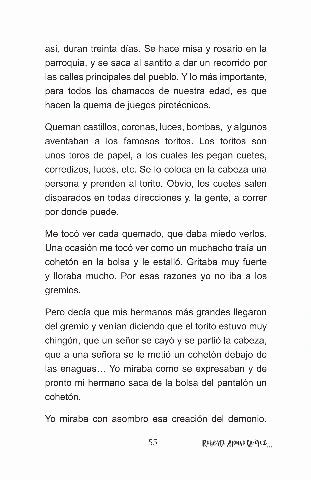 así, duran treinta días. Se hace misa y rosario en la
parroquia, y se saca al santito a dar un recorrido por
las calles principales del pueblo. Y lo más importante,
para todos los chamacos de nuestra edad, es que
hacen la quema de juegos pirotécnicos.
Queman castillos, coronas, luces, bombas, y algunos
aventaban a los famosos toritos. Los toritos son
unos toros de papel, a los cuales les pegan cuetes,
corredizos, luces, etc. Se lo coloca en la cabeza una
persona y prenden al torito. Obvio, los cuetes salen
disparados en todas direcciones y, la gente, a correr
por donde puede.
Me tocó ver cada quemado, que daba miedo verlos.
Una ocasión me tocó ver como un muchacho traía un
cohetón en la bolsa y le estalló. Gritaba muy fuerte
y lloraba mucho. Por esas razones yo no iba a los
gremios.
Pero decía que mis hermanos más grandes llegaron
del gremio y venían diciendo que el torito estuvo muy
chingón, que un señor se cayó y se partió la cabeza,
que a una señora se le metió un cohetón debajo de
las enaguas… Yo miraba como se expresaban y de
pronto mi hermano saca de la bolsa del pantalón un
cohetón.
Yo miraba con asombro esa creación del demonio.
55